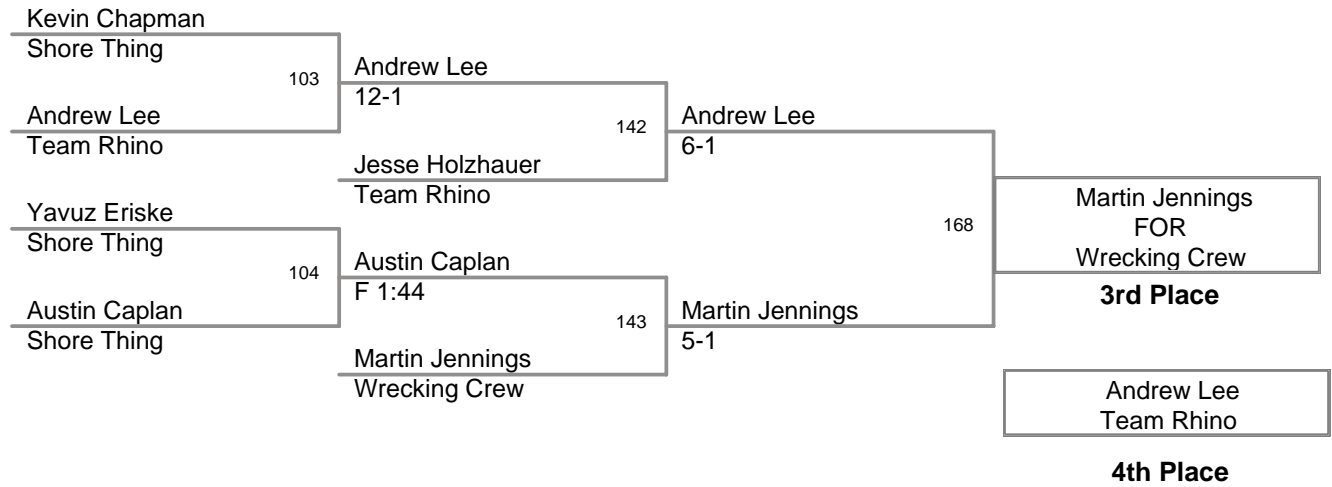 Kevin Chapman
Shore Thing
103
Andrew Lee
12-1
Andrew Lee
Team Rhino
142
Andrew Lee
6-1
Jesse Holzhauer
Team Rhino
Yavuz Eriske
Shore Thing
104
Austin Caplan
F 1:44
Austin Caplan
Shore Thing
143
Martin Jennings
5-1
Martin Jennings
Wrecking Crew
168
Martin Jennings
FOR
Wrecking Crew
3rd Place
Andrew Lee
Team Rhino
4th Place